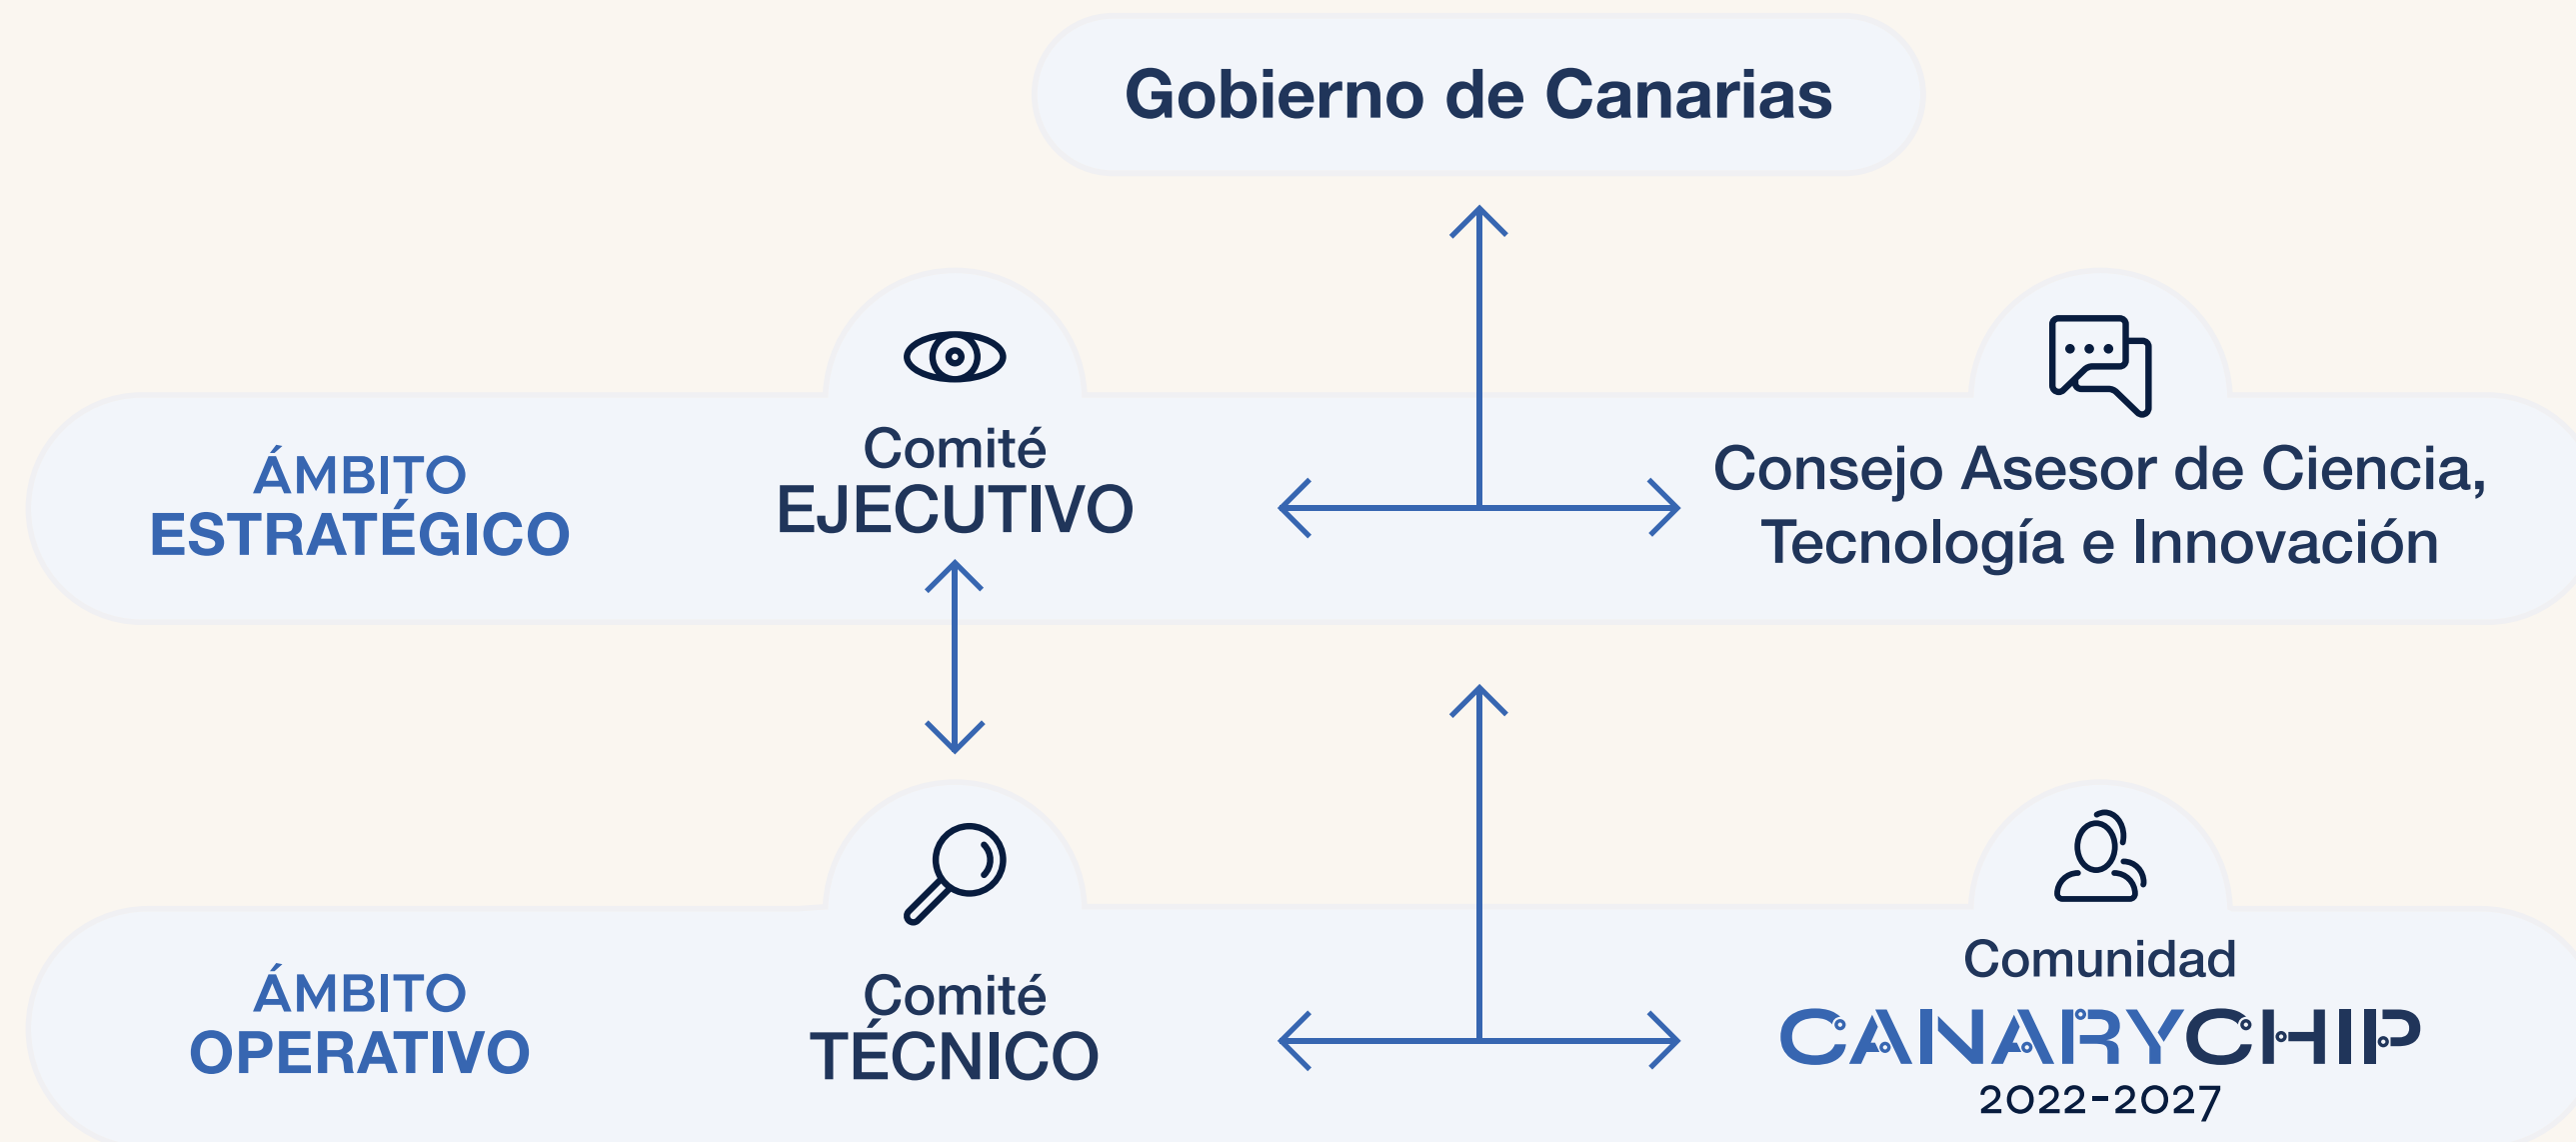 Gobierno de Canarias
ÁMBITO
ESTRATÉGICO
Comité
EJECUTIVO
Consejo Asesor de Ciencia,
Tecnología e Innovación
ÁMBITO
OPERATIVO
Comité
TÉCNICO
Comunidad
CANARYCHIP
2022-2027